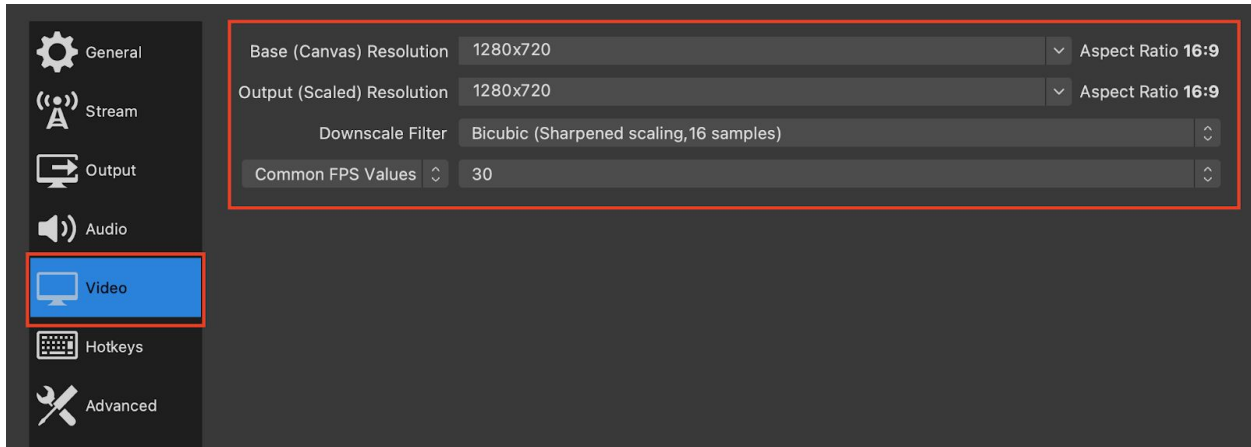 General
Stream
Output
Audio
Video
Hotkeys
Advanced
Base (Canvas) Resolution 1280x720 Aspect Ratio 16:9
Output (Scaled) Resolution 1280x720 Aspect Ratio 16:9
Downscale Filter Bicubic (Sharpened scaling,16 samples)
Common FPS Values 30